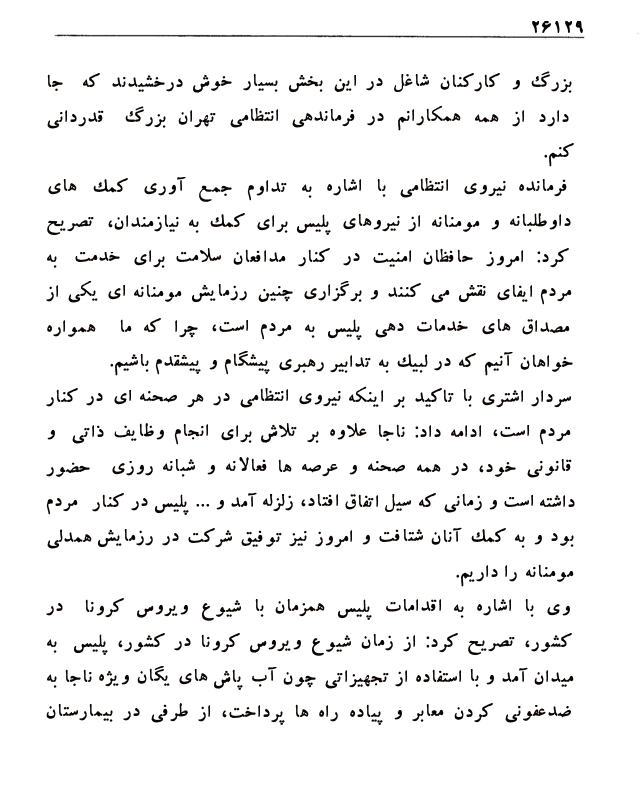 ۲۶۱۲۹
بزرگ و کارکنان شاغل در این بخش بسیار خوش درخشیدند که جا
دارد از همه همکارانم در فرماندهی انتظامی تهران بزرگ قدردانی
کنم.
فرمانده نیروی انتظامی با اشاره به تداوم جمع آوری کمک های
داوطلبانه و مومنانه از نیروهای پلیس برای کمک به نیازمندان، تصریح
کرد: امروز حافظان امنیت در کنار مدافعان سلامت برای خدمت به
مردم ایفای نقش می کنند و برگزاری چنین رزمایش مومنانه ای یکی از
مصداق های خدمات دهی پلیس به مردم است، چرا که ما همواره
خواهان آنیم که در لبیک به تدابیر رهبری پیشگام و پیشقدم باشیم.
سردار اشتری با تاکید بر اینکه نیروی انتظامی در هر صحنه ای در کنار
مردم است، ادامه داد: ناجا علاوه بر تلاش برای انجام وظایف ذاتی و
قانونی خود، در همه صحنه و عرصه ها فعالانه و شبانه روزی حضور
داشته است و زمانی که سیل اتفاق افتاد، زلزله آمد و ... پلیس در کنار مردم
بود و به کمک آنان شتافت و امروز نیز توفیق شرکت در رزمایش همدلی
مومنانه را داریم.
وی با اشاره به اقدامات پلیس همزمان با شیوع ویروس کرونا در
کشور، تصریح کرد: از زمان شیوع ویروس کرونا در کشور، پلیس به
میدان آمد و با استفاده از تجهیزاتی چون آب پاش های یگان ویژه ناجا به
ضدعفونی کردن معابر و پیاده راه ها پرداخت، از طرفی در بیمارستان